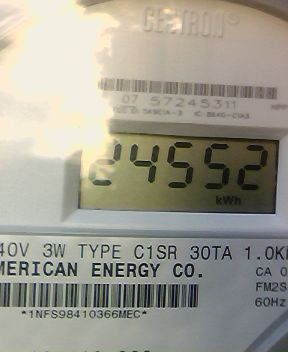 CENTRON®
07 57245311
24552
kWh
40V 3W TYPE C1SR 30TA 1.0K
MERICAN ENERGY CO.
CA 0
FM2S
60Hz
*1NFS98410366MEC*